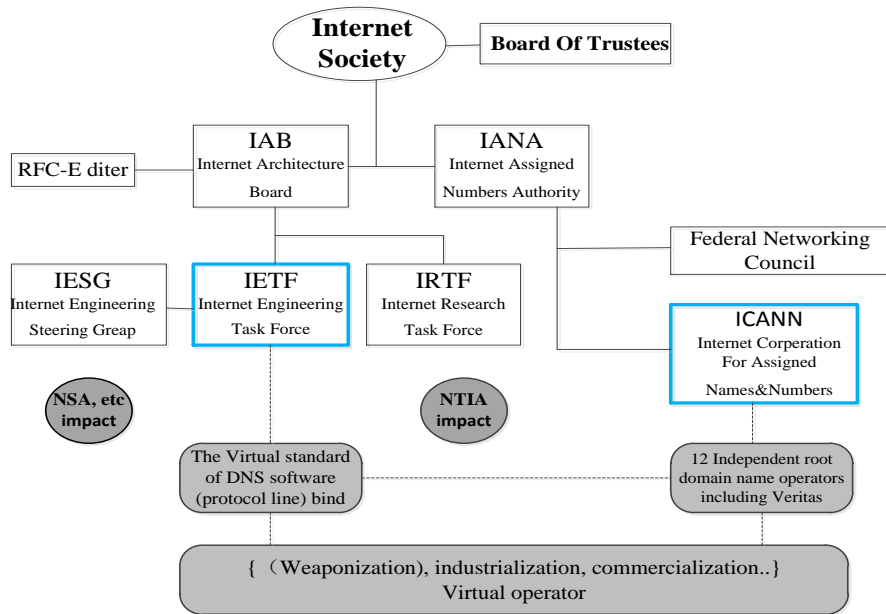 Internet
Society
Board Of Trustees
IAB
Internet Architecture
Board
IANA
Internet Assigned
Numbers Authority
RFC-E diter
Federal Networking
Council
IESG
Internet Engineering
Steering Greap
IETF
Internet Engineering
Task Force
IRTF
Internet Research
Task Force
ICANN
Internet Corperation
For Assigned
Names&Numbers
NSA, etc
impact
NTIA
impact
The Virtual standard
of DNS software
(protocol line) bind
12 Independent root
domain name operators
including Veritas
{（Weaponization), industrialization, commercialization..}
Virtual operator